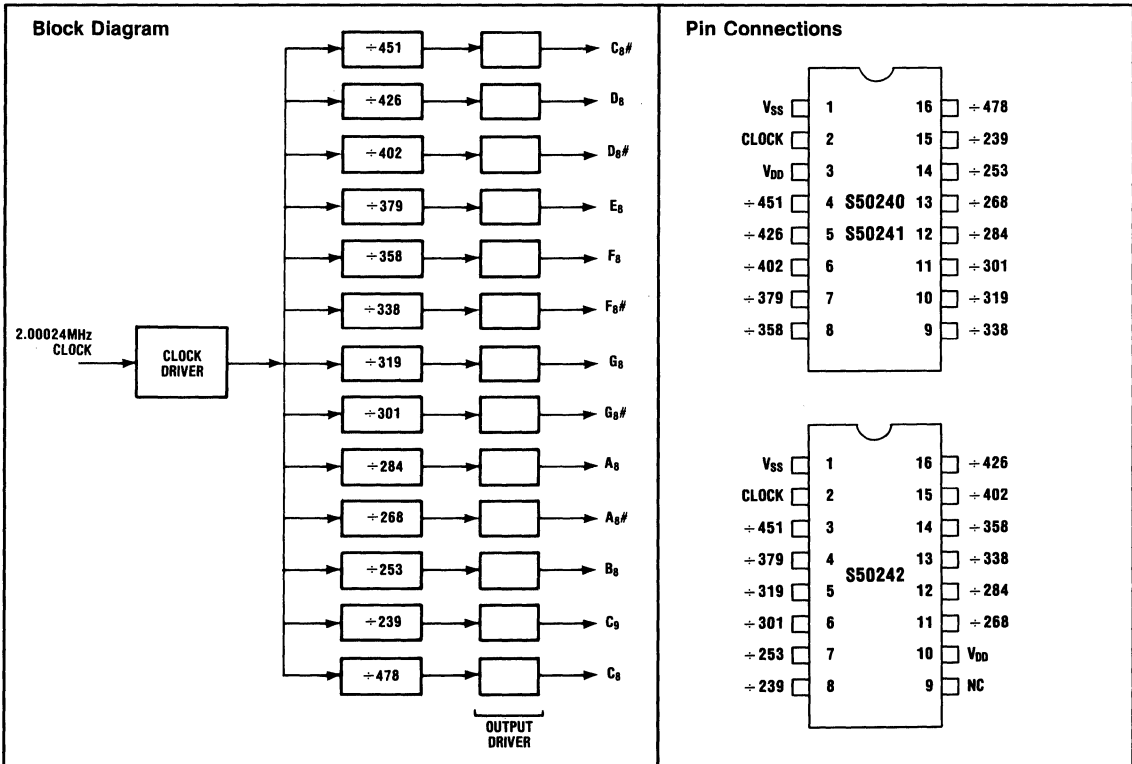 Block Diagram
÷451
C₈#
÷426
D₈
÷402
D₈#
÷379
E₈
÷358
F₈
÷338
F₈#
2.00024MHz
CLOCK
CLOCK
DRIVER
÷319
G₈
÷301
G₈#
÷284
A₈
÷268
A₈#
÷253
B₈
÷239
C₉
÷478
C₈
OUTPUT
DRIVER
Pin Connections
VSS 1 16 ÷478
CLOCK 2 15 ÷239
VDD 3 14 ÷253
÷451 4 S50240 13 ÷268
÷426 5 S50241 12 ÷284
÷402 6 11 ÷301
÷379 7 10 ÷319
÷358 8 9 ÷338
VSS 1 16 ÷426
CLOCK 2 15 ÷402
÷451 3 14 ÷358
÷379 4 13 ÷338
S50242
÷319 5 12 ÷284
÷301 6 11 ÷268
÷253 7 10 VDD
÷239 8 9 NC